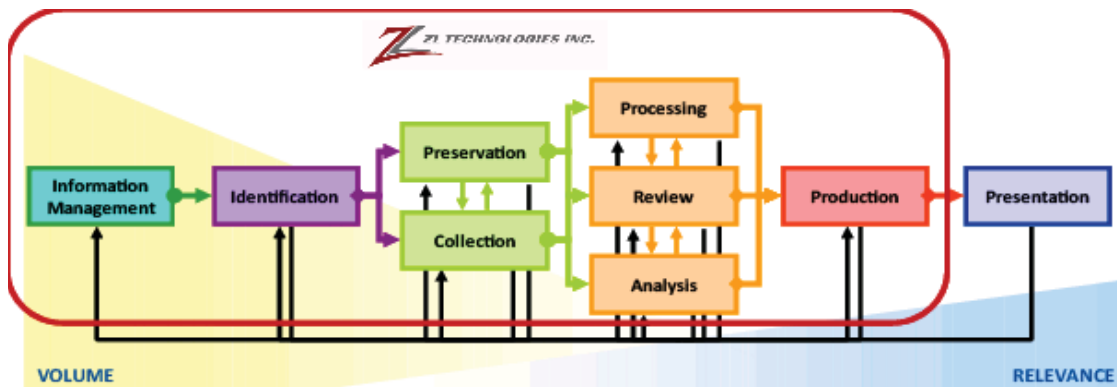 ZL TECHNOLOGIES INC.
Processing
Preservation
Information
Management
Identification
Review
Production
Presentation
Collection
Analysis
VOLUME
RELEVANCE